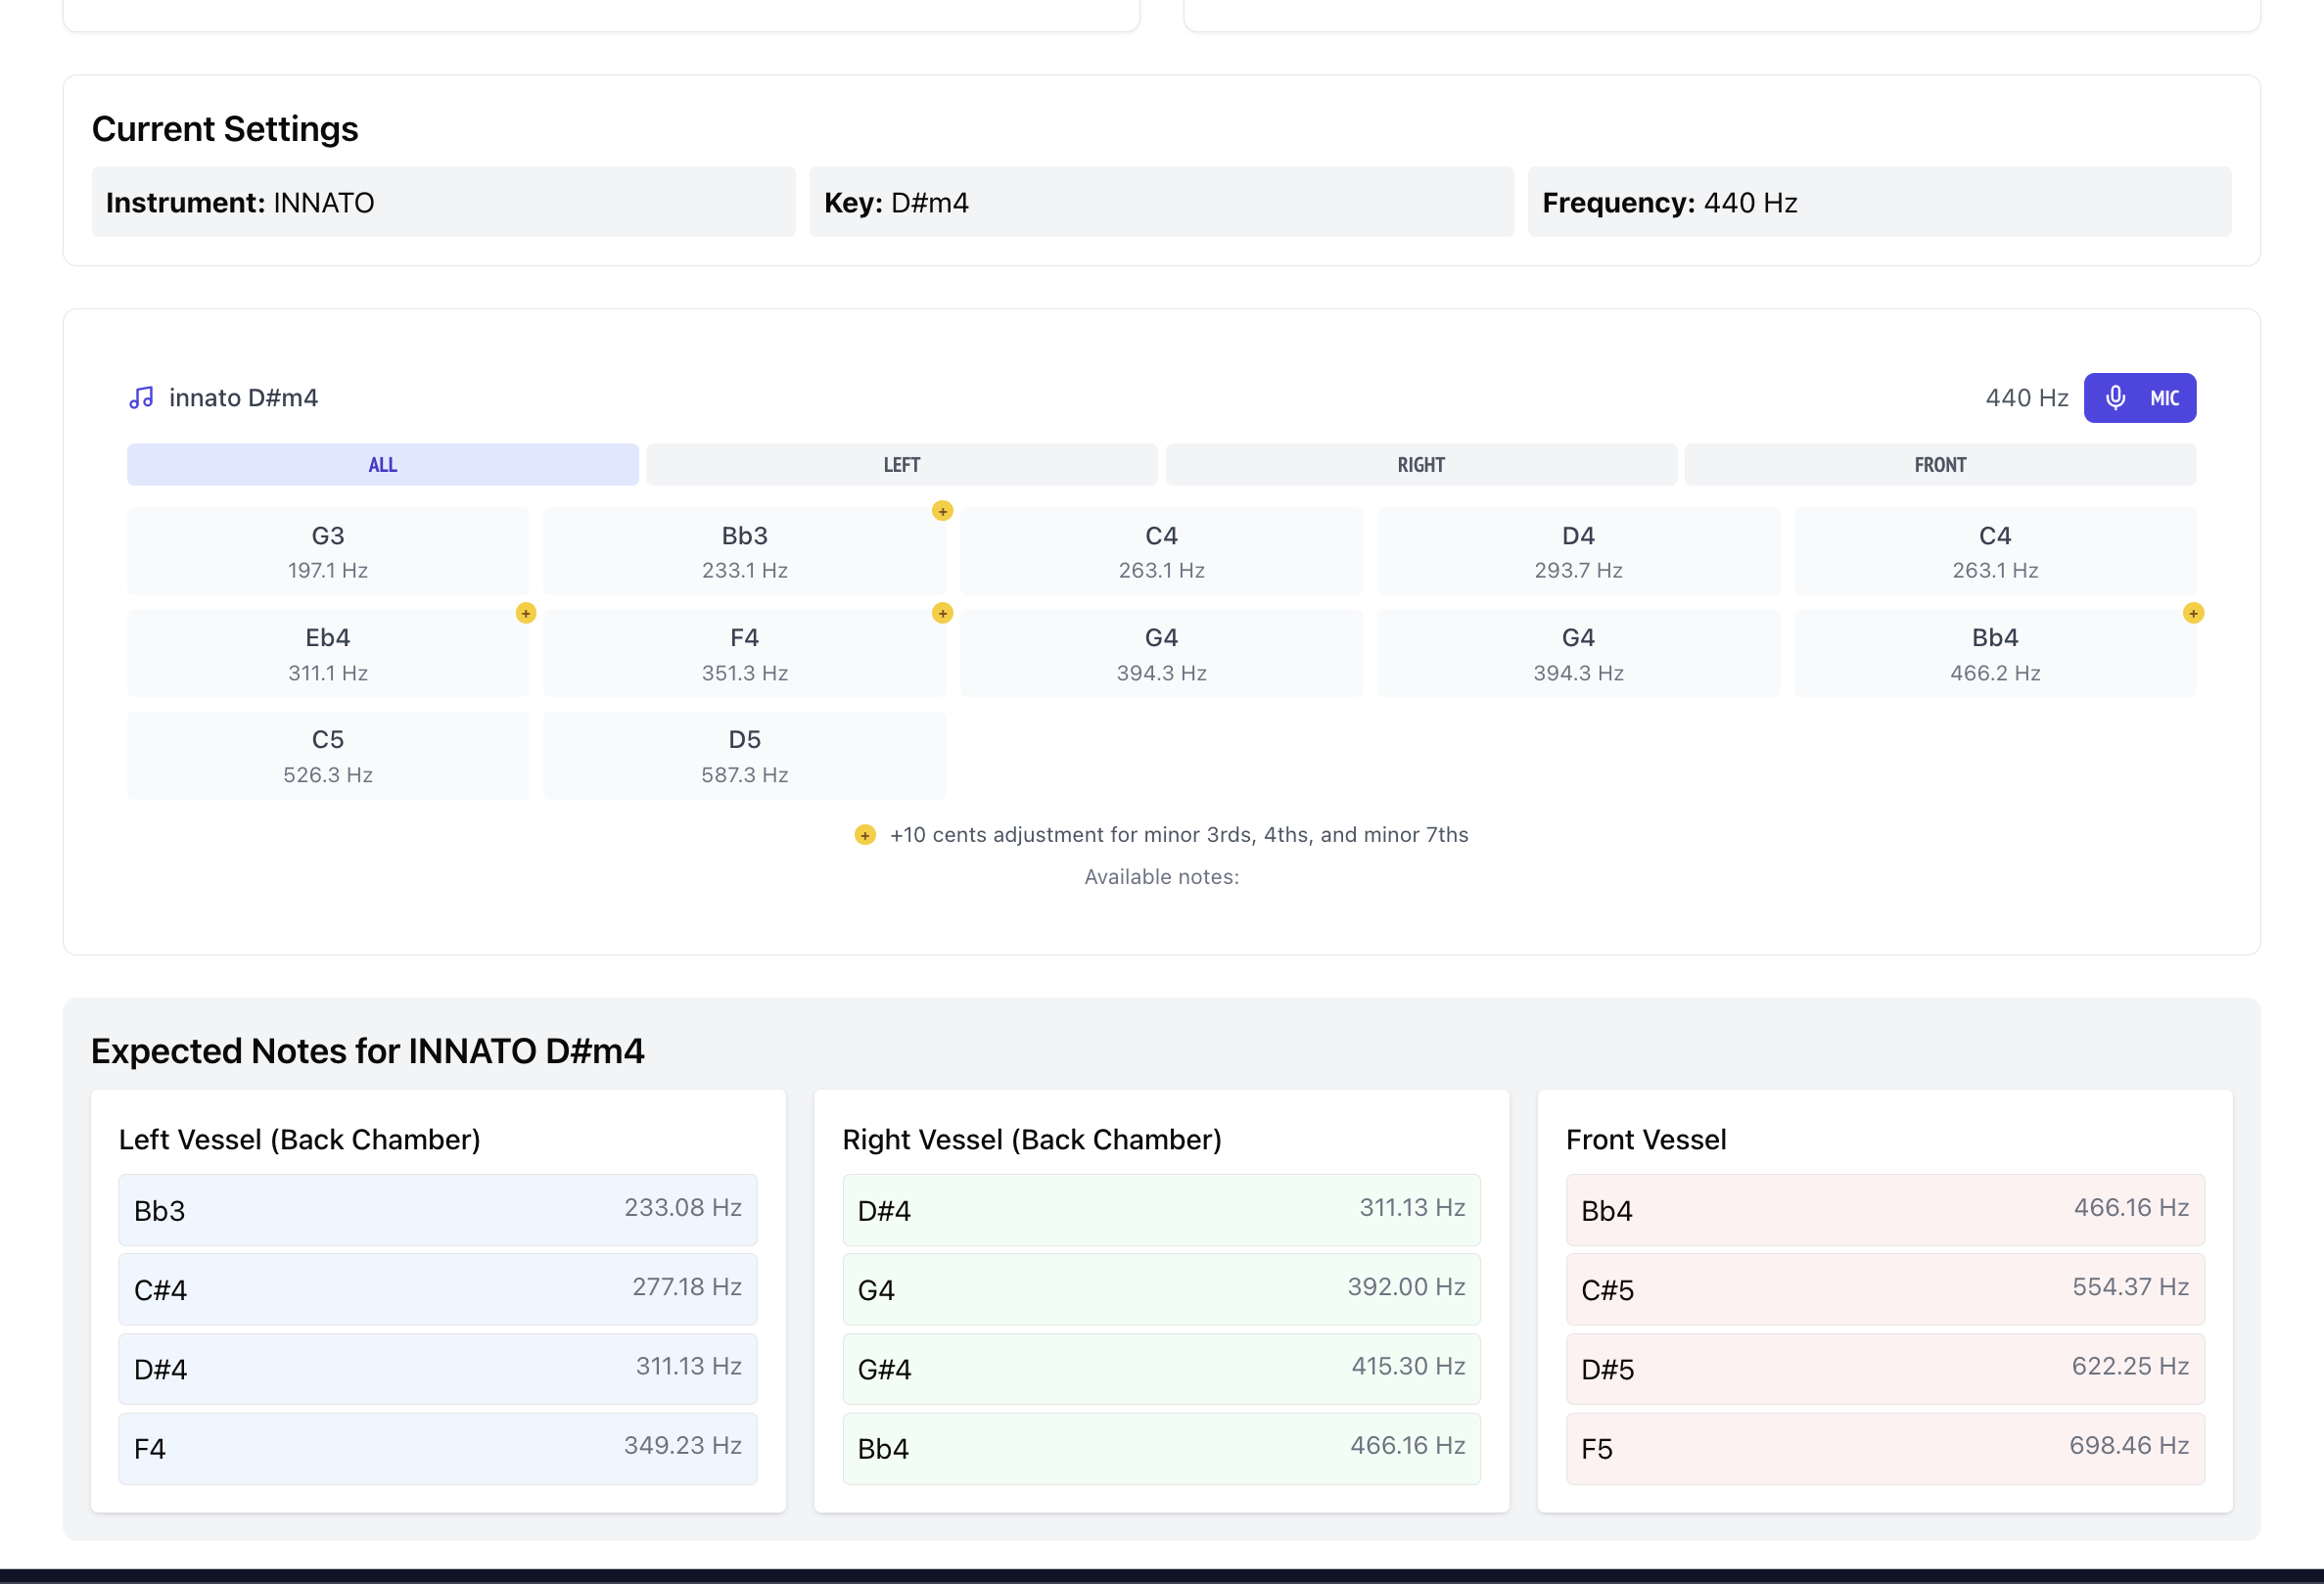 Current Settings
Instrument: INNATO
Key: D#m4
Frequency: 440 Hz
innato D#m4
440 Hz
MIC
ALL
LEFT
RIGHT
FRONT
G3
197.1 Hz
+
Bb3
233.1 Hz
C4
263.1 Hz
D4
293.7 Hz
C4
263.1 Hz
+
Eb4
311.1 Hz
+
F4
351.3 Hz
G4
394.3 Hz
G4
394.3 Hz
+
Bb4
466.2 Hz
C5
526.3 Hz
D5
587.3 Hz
+ +10 cents adjustment for minor 3rds, 4ths, and minor 7ths
Available notes:
Expected Notes for INNATO D#m4
Left Vessel (Back Chamber)
Bb3 233.08 Hz
C#4 277.18 Hz
D#4 311.13 Hz
F4 349.23 Hz
Right Vessel (Back Chamber)
D#4 311.13 Hz
G4 392.00 Hz
G#4 415.30 Hz
Bb4 466.16 Hz
Front Vessel
Bb4 466.16 Hz
C#5 554.37 Hz
D#5 622.25 Hz
F5 698.46 Hz